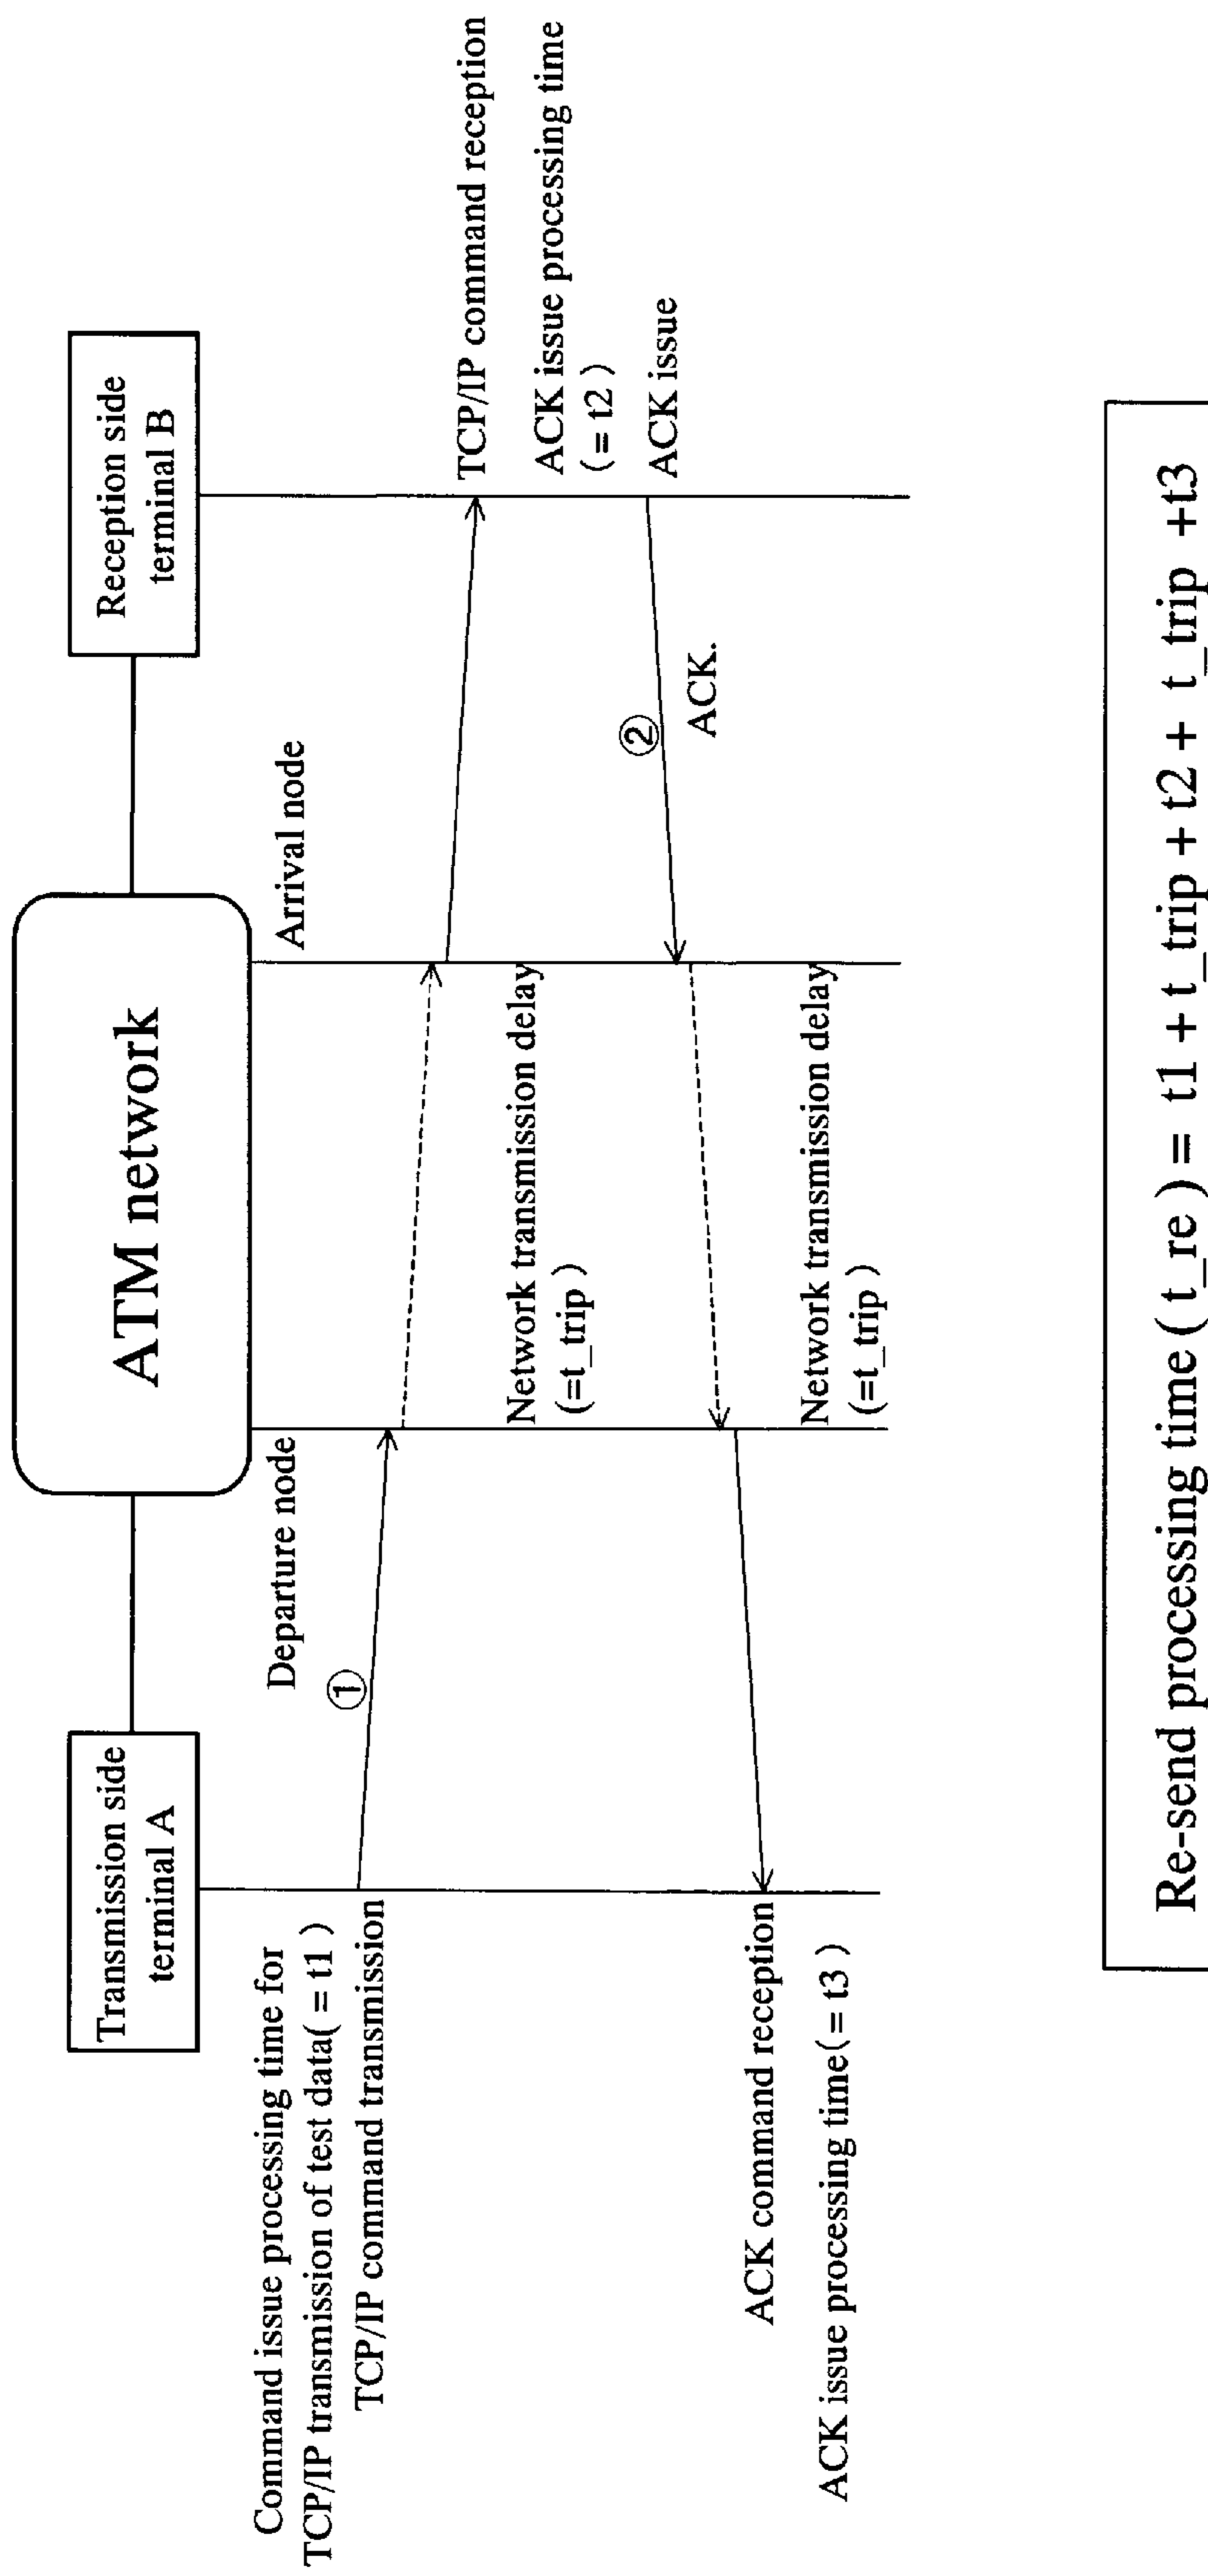 Transmission side
terminal A
ATM network
Reception side
terminal B
Departure node
Arrival node
Command issue processing time for
TCP/IP transmission of test data( = t1 )
TCP/IP command transmission
①
TCP/IP command reception
Network transmission delay
(=t_trip )
ACK issue processing time
( = t2 )
ACK issue
②
ACK.
Network transmission delay
(=t_trip )
ACK command reception
ACK issue processing time(= t3 )
Re-send processing time ( t_re ) = t1 + t_trip + t2 + t_trip +t3